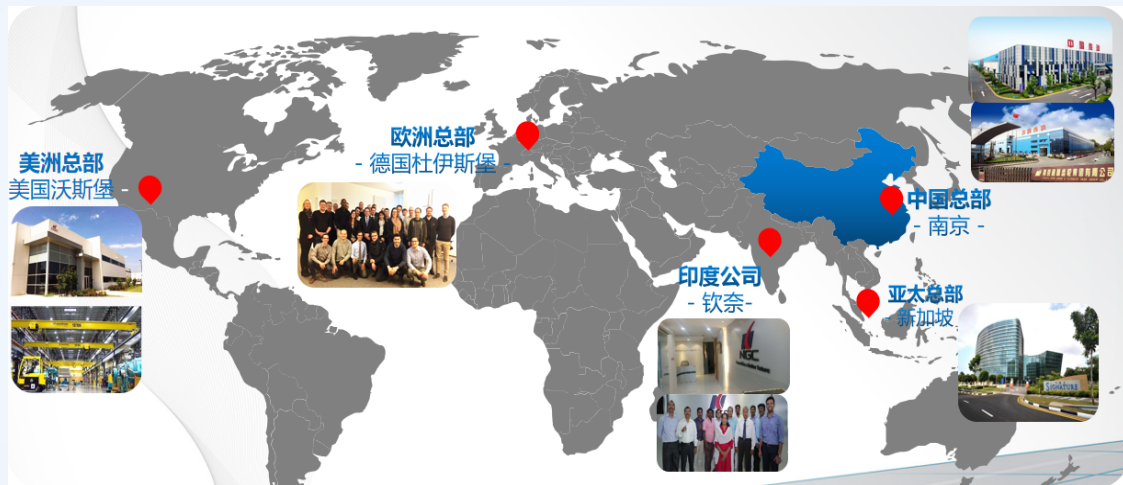 美洲总部
美国沃斯堡 -
欧洲总部
- 德国杜伊斯堡 -
中国总部
- 南京 -
印度公司
- 钦奈-
亚太总部
- 新加坡
NGC
Signature